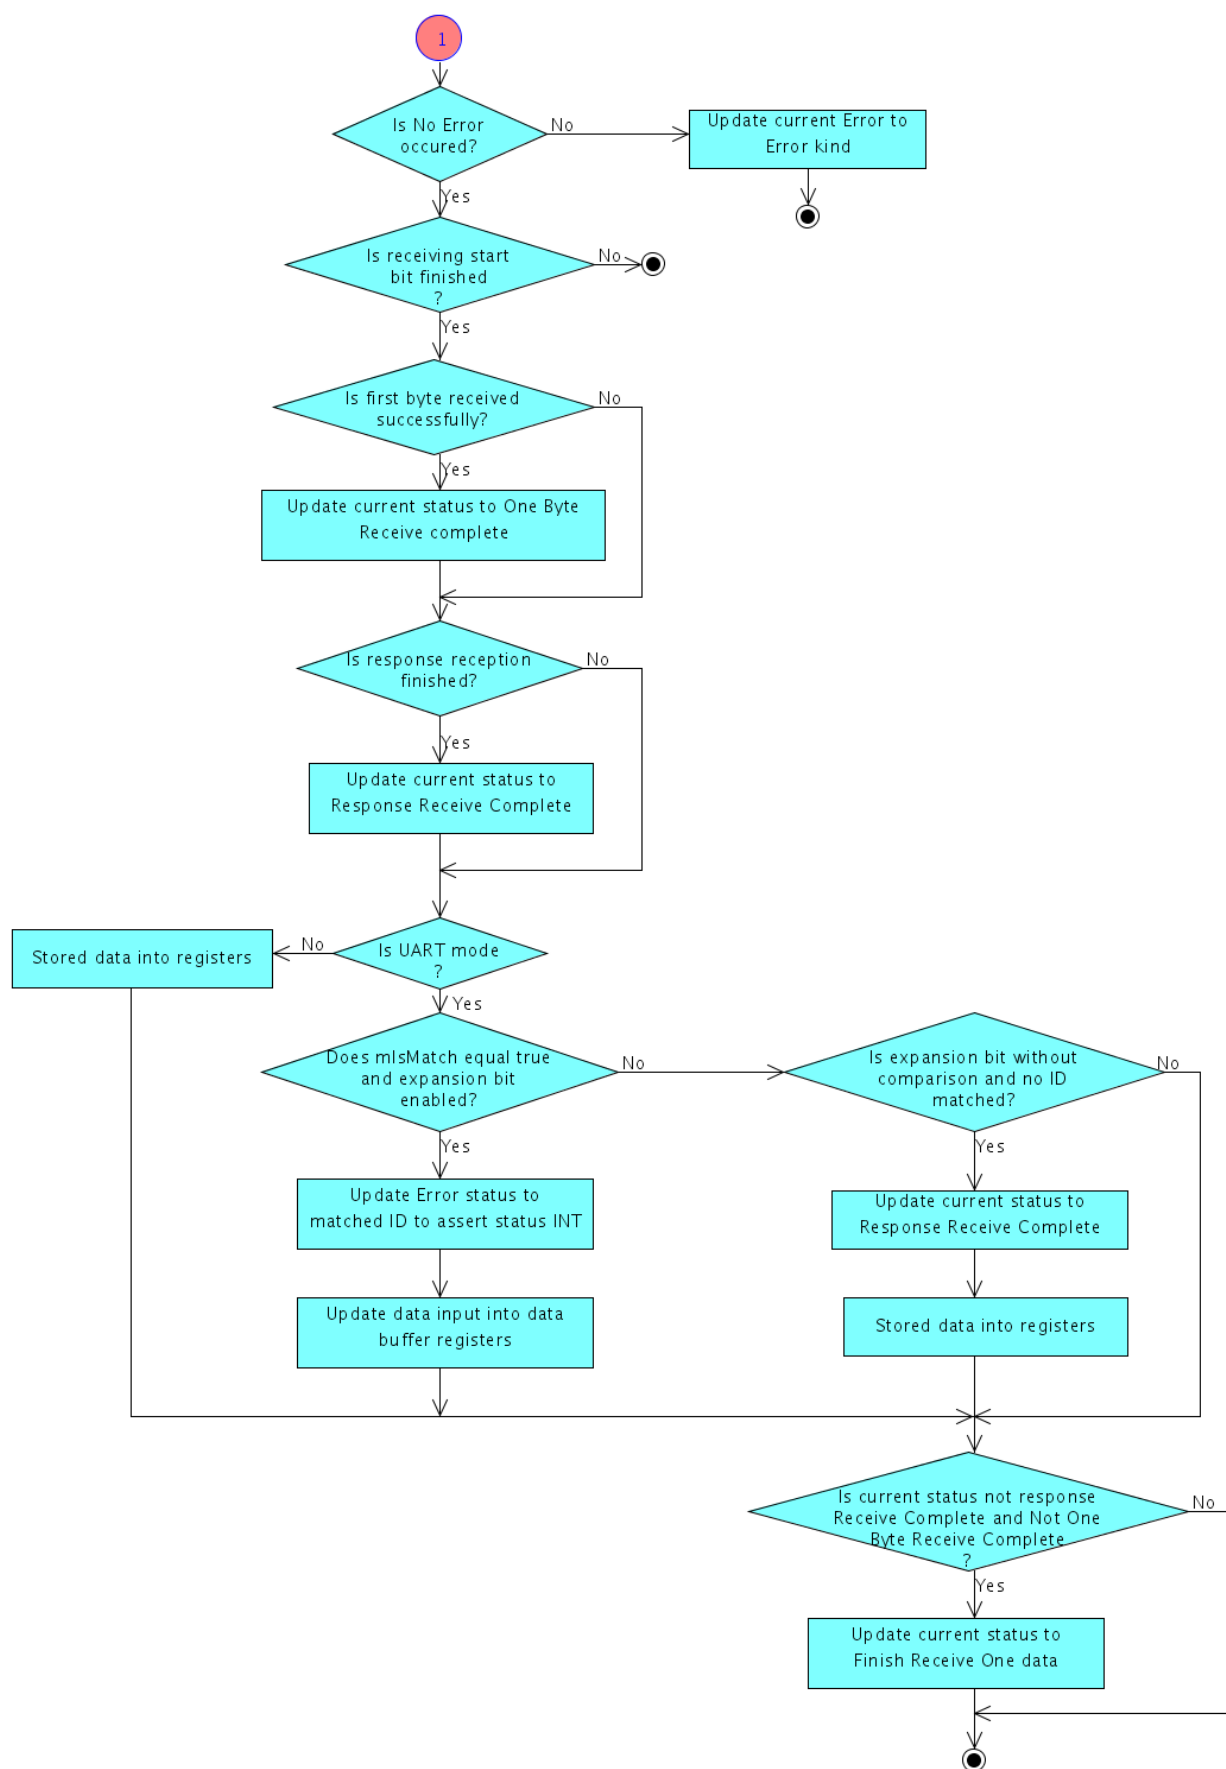 1
Is No Error
occured?
No
Update current Error to
Error kind
Yes
Is receiving start
bit finished
?
No
Yes
Is first byte received
successfully?
No
Yes
Update current status to One Byte
Receive complete
Is response reception
finished?
No
Yes
Update current status to
Response Receive Complete
Is UART mode
?
No
Stored data into registers
Yes
Does mIsMatch equal true
and expansion bit
enabled?
No
Is expansion bit without
comparison and no ID
matched?
No
Yes
Update Error status to
matched ID to assert status INT
Update data input into data
buffer registers
Yes
Update current status to
Response Receive Complete
Stored data into registers
Is current status not response
Receive Complete and Not One
Byte Receive Complete
?
No
Yes
Update current status to
Finish Receive One data